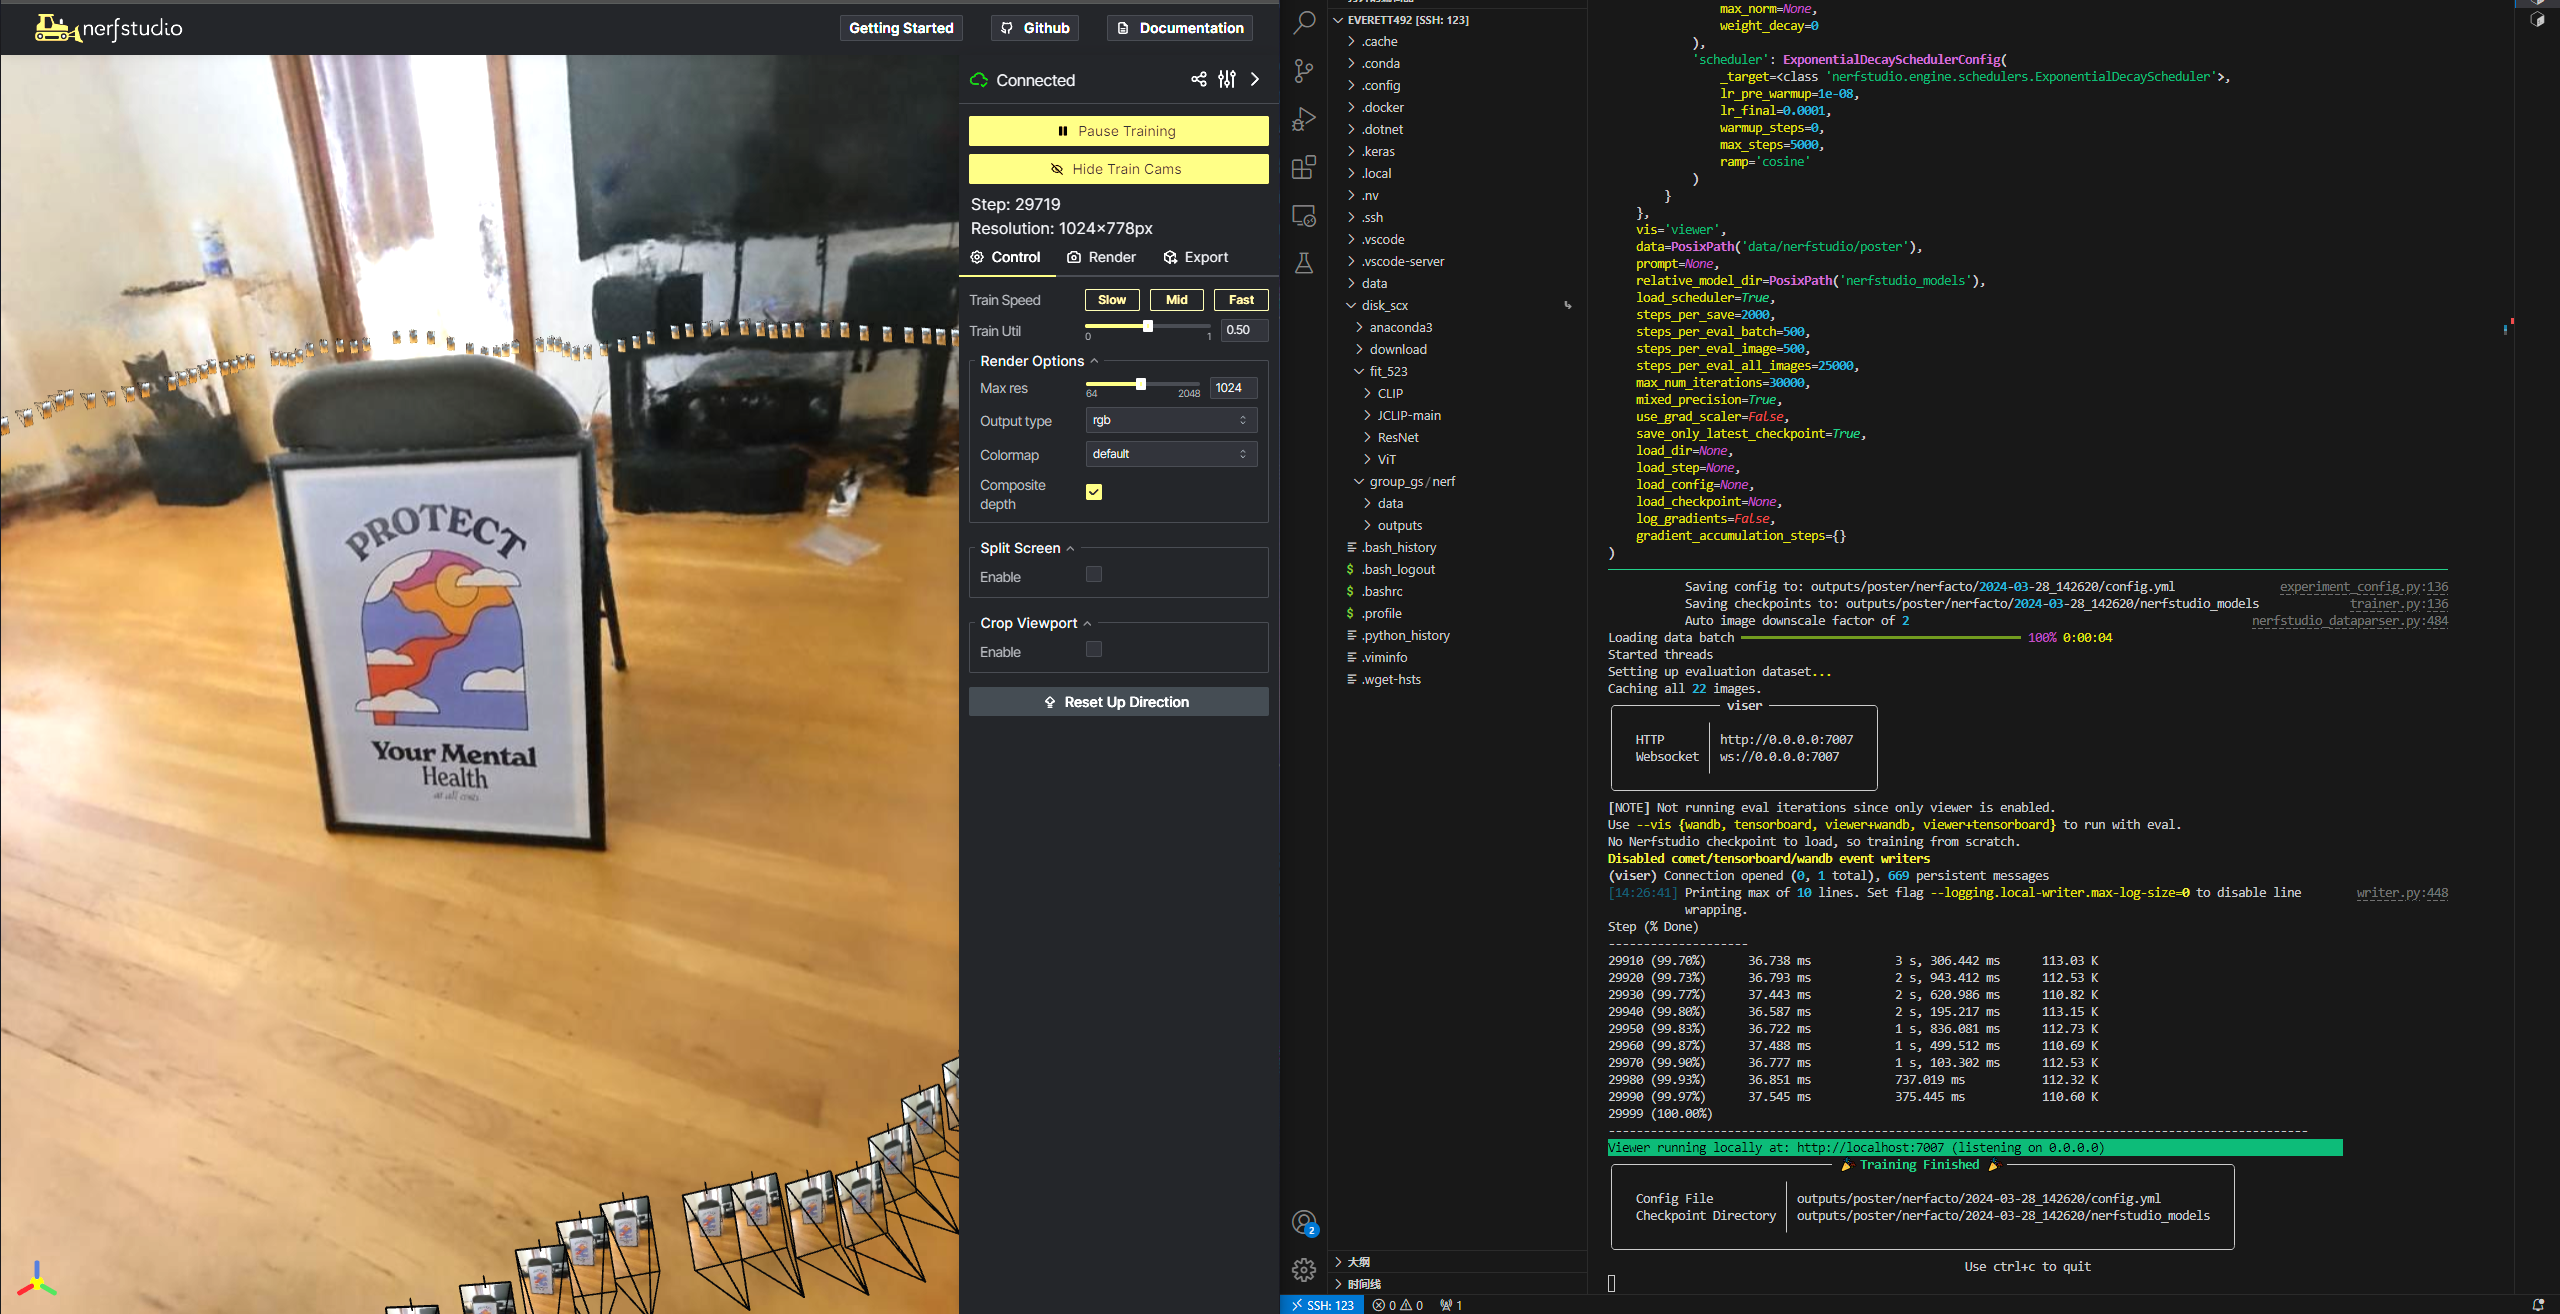 nerfstudio
Getting Started
Github
Documentation
Connected
Pause Training
Hide Train Cams
Step: 29719
Resolution: 1024×778px
Control
Render
Export
Train Speed
Slow
Mid
Fast
Train Util
0.50
0
1
Render Options
Max res
1024
64
2048
Output type
rgb
Colormap
default
Composite
depth
Split Screen
Enable
Crop Viewport
Enable
Reset Up Direction
PROTECT
Your Mental
Health
at all costs
EVERETT492 [SSH: 123]
.cache
.conda
.config
.docker
.dotnet
.keras
.local
.nv
.ssh
.vscode
.vscode-server
data
disk_scx
anaconda3
download
fit_523
CLIP
JCLIP-main
ResNet
ViT
group_gs / nerf
data
outputs
.bash_history
$ .bash_logout
$ .bashrc
$ .profile
.python_history
.viminfo
.wget-hsts
大纲
时间线
2
SSH: 123
0
0
1
max_norm=None,
weight_decay=0
),
'scheduler': ExponentialDecaySchedulerConfig(
_target=<class 'nerfstudio.engine.schedulers.ExponentialDecayScheduler'>,
lr_pre_warmup=1e-08,
lr_final=0.0001,
warmup_steps=0,
max_steps=5000,
ramp='cosine'
)
}
},
vis='viewer',
data=PosixPath('data/nerfstudio/poster'),
prompt=None,
relative_model_dir=PosixPath('nerfstudio_models'),
load_scheduler=True,
steps_per_save=2000,
steps_per_eval_batch=500,
steps_per_eval_image=500,
steps_per_eval_all_images=25000,
max_num_iterations=30000,
mixed_precision=True,
use_grad_scaler=False,
save_only_latest_checkpoint=True,
load_dir=None,
load_step=None,
load_config=None,
load_checkpoint=None,
log_gradients=False,
gradient_accumulation_steps={}
)
Saving config to: outputs/poster/nerfacto/2024-03-28_142620/config.yml experiment_config.py:136
Saving checkpoints to: outputs/poster/nerfacto/2024-03-28_142620/nerfstudio_models trainer.py:136
Auto image downscale factor of 2 nerfstudio_dataparser.py:484
Loading data batch 100% 0:00:04
Started threads
Setting up evaluation dataset...
Caching all 22 images.
viser
HTTP http://0.0.0.0:7007
Websocket ws://0.0.0.0:7007
[NOTE] Not running eval iterations since only viewer is enabled.
Use --vis {wandb, tensorboard, viewer+wandb, viewer+tensorboard} to run with eval.
No Nerfstudio checkpoint to load, so training from scratch.
Disabled comet/tensorboard/wandb event writers
(viser) Connection opened (0, 1 total), 669 persistent messages
[14:26:41] Printing max of 10 lines. Set flag --logging.local-writer.max-log-size=0 to disable line writer.py:448
wrapping.
Step (% Done)
--------------------
29910 (99.70%) 36.738 ms 3 s, 306.442 ms 113.03 K
29920 (99.73%) 36.793 ms 2 s, 943.412 ms 112.53 K
29930 (99.77%) 37.443 ms 2 s, 620.986 ms 110.82 K
29940 (99.80%) 36.587 ms 2 s, 195.217 ms 113.15 K
29950 (99.83%) 36.722 ms 1 s, 836.081 ms 112.73 K
29960 (99.87%) 37.488 ms 1 s, 499.512 ms 110.69 K
29970 (99.90%) 36.777 ms 1 s, 103.302 ms 112.53 K
29980 (99.93%) 36.851 ms 737.019 ms 112.32 K
29990 (99.97%) 37.545 ms 375.445 ms 110.60 K
29999 (100.00%)
----------------------------------------------------------------------------------------------------
Viewer running locally at: http://localhost:7007 (listening on 0.0.0.0)
🎉 Training Finished 🎉
Config File outputs/poster/nerfacto/2024-03-28_142620/config.yml
Checkpoint Directory outputs/poster/nerfacto/2024-03-28_142620/nerfstudio_models
Use ctrl+c to quit